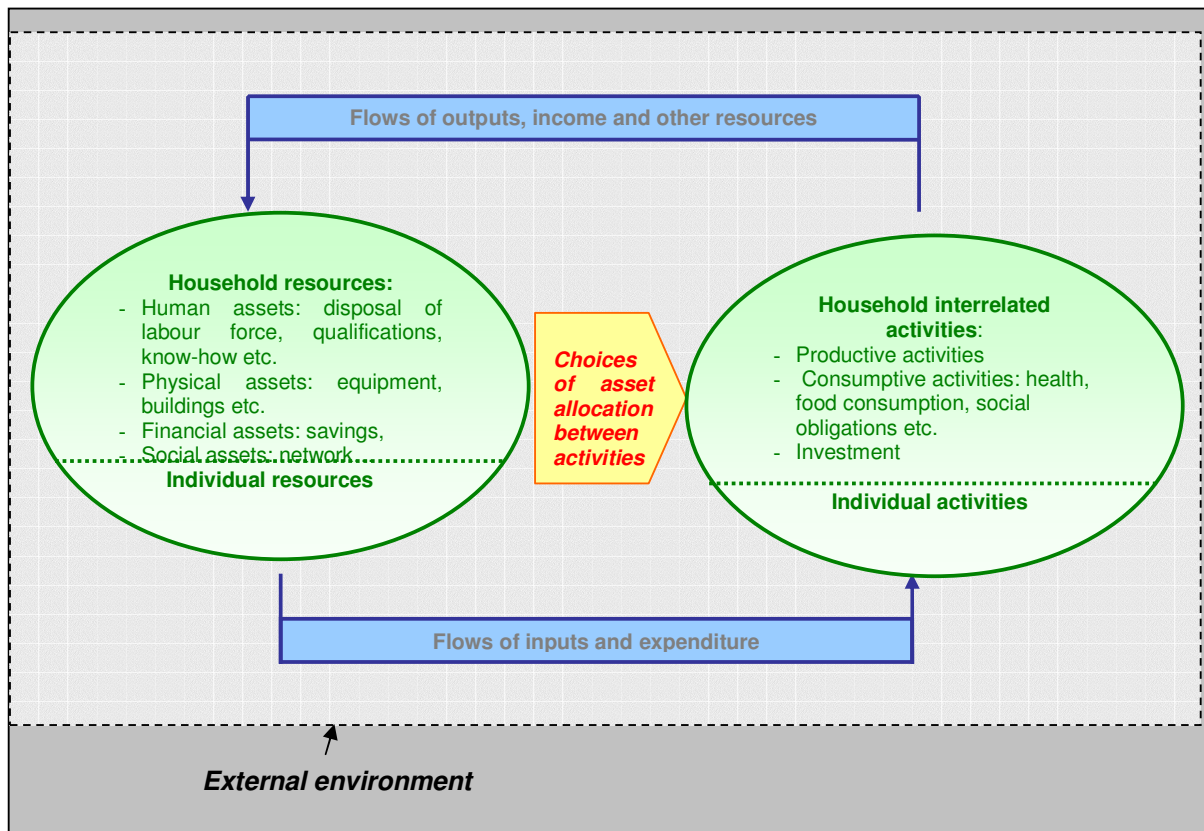 Flows of outputs, income and other resources
Household resources:
- Human assets: disposal of
labour force, qualifications,
know-how etc.
- Physical assets: equipment,
buildings etc.
- Financial assets: savings,
- Social assets: network
Individual resources
Choices
of asset
allocation
between
activities
Household interrelated
activities:
- Productive activities
- Consumptive activities: health,
food consumption, social
obligations etc.
- Investment
Individual activities
Flows of inputs and expenditure
External environment